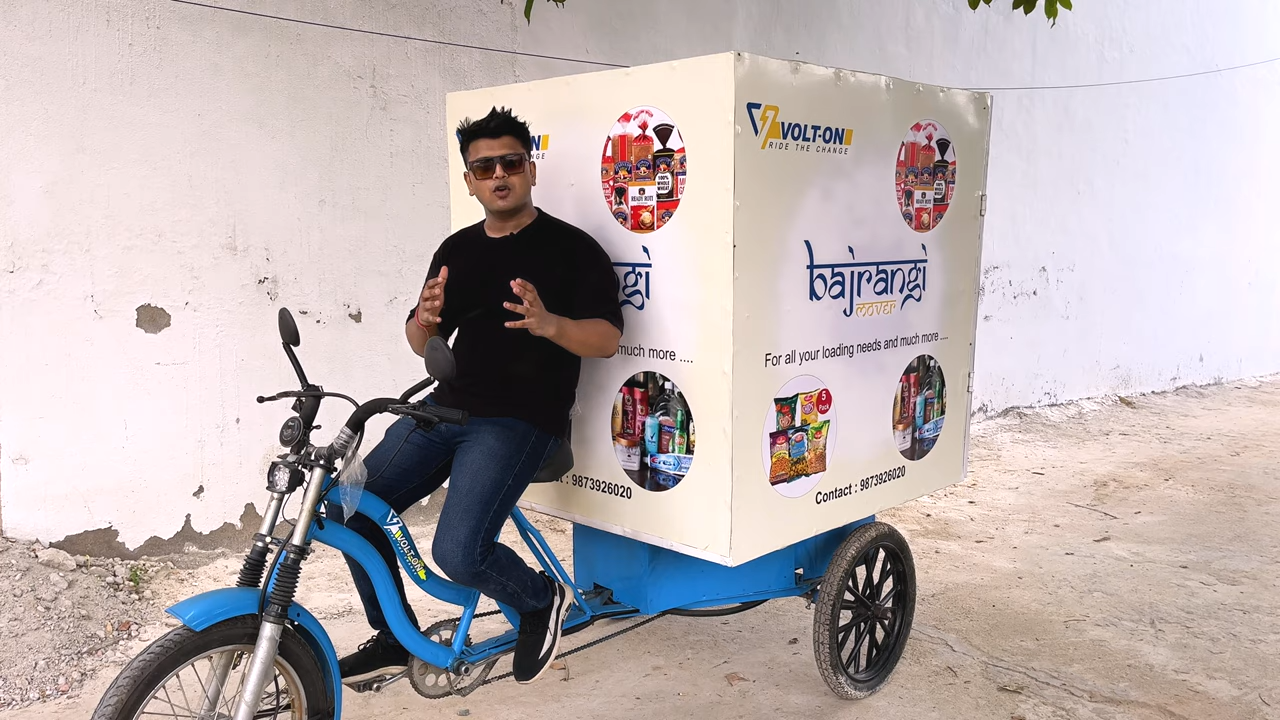 VOLT-ON
RIDE THE CHANGE
bajrangi
mover
For all your loading needs and much more ....
Contact : 9873926020
5
Pack
100%
WHOLE
WHEAT
READY ROTI
much more ....
: 9873926020
VOLT-ON